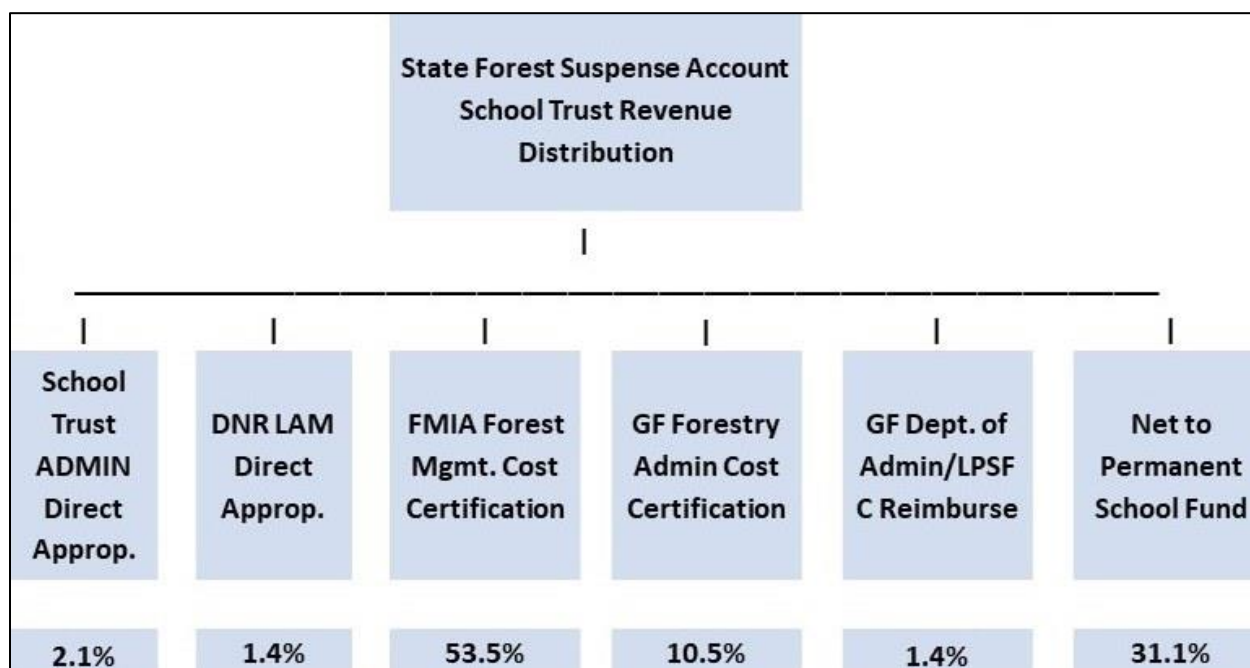 State Forest Suspense Account
School Trust Revenue
Distribution
School
Trust
ADMIN
Direct
Approp.
DNR LAM
Direct
Approp.
FMIA Forest
Mgmt. Cost
Certification
GF Forestry
Admin Cost
Certification
GF Dept. of
Admin/LPSF
C Reimburse
Net to
Permanent
School Fund
2.1%
1.4%
53.5%
10.5%
1.4%
31.1%